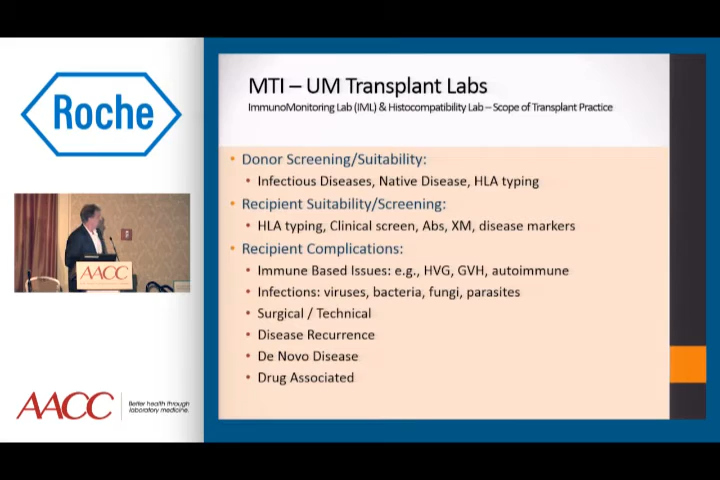 Roche
MTI – UM Transplant Labs
ImmunoMonitoring Lab (IML) & Histocompatibility Lab – Scope of Transplant Practice
• Donor Screening/Suitability:
• Infectious Diseases, Native Disease, HLA typing
• Recipient Suitability/Screening:
• HLA typing, Clinical screen, Abs, XM, disease markers
• Recipient Complications:
• Immune Based Issues: e.g., HVG, GVH, autoimmune
• Infections: viruses, bacteria, fungi, parasites
• Surgical / Technical
• Disease Recurrence
• De Novo Disease
• Drug Associated
AACC
AACC
Better health through
laboratory medicine.